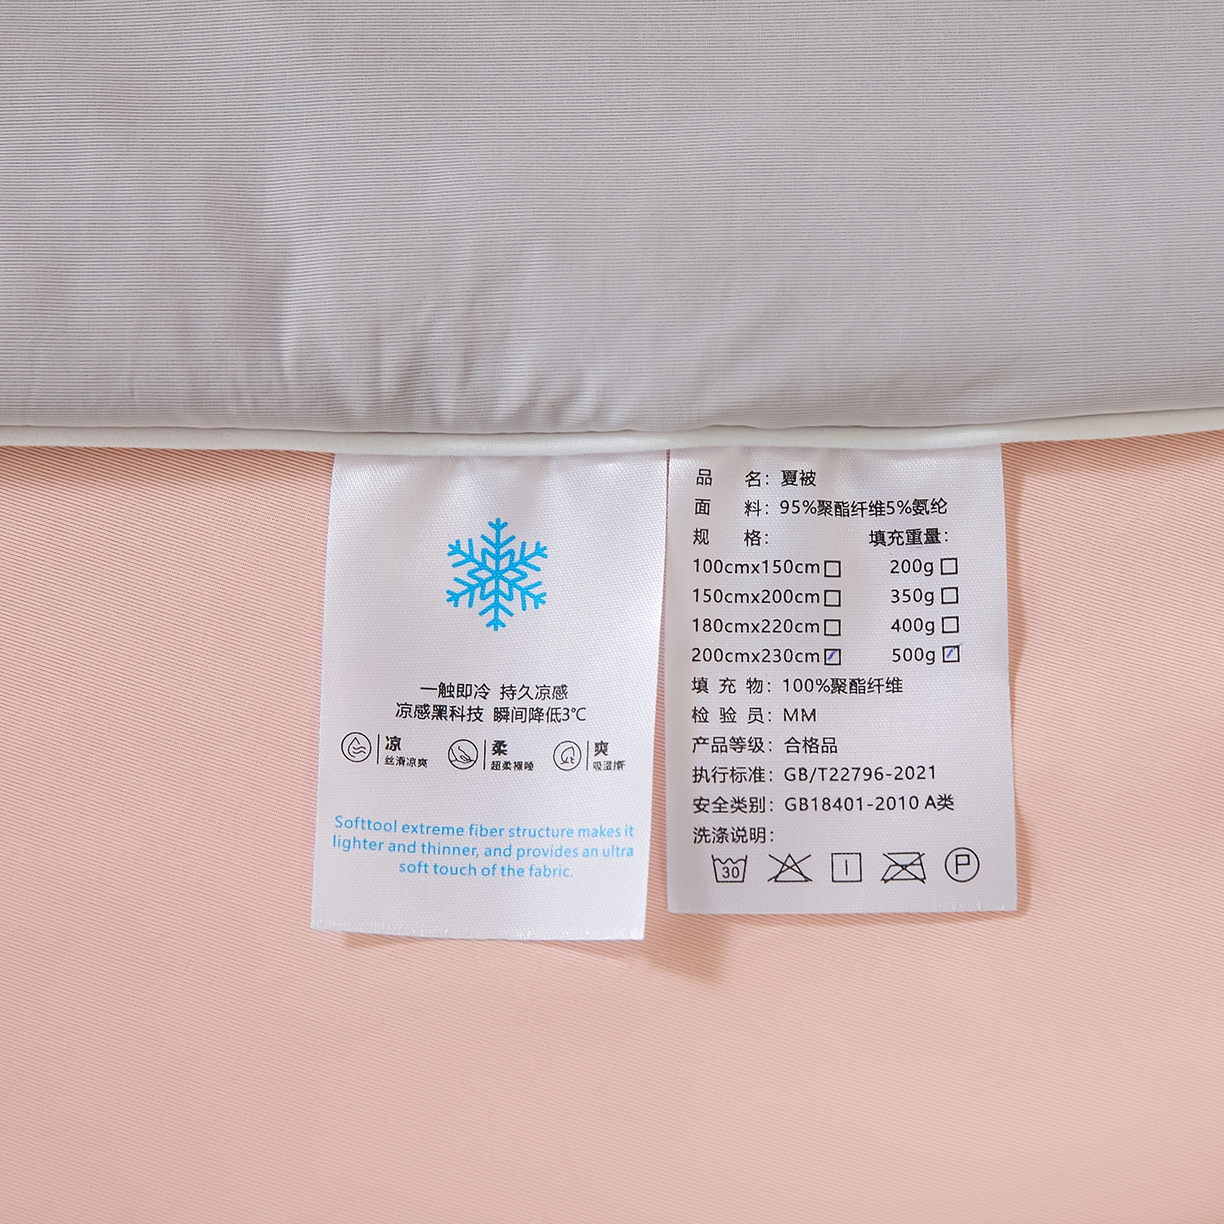 一触即冷 持久凉感
凉感黑科技 瞬间降低3℃
凉
丝滑凉爽
柔
超柔裸睡
爽
吸湿
Softtool extreme fiber structure makes it
lighter and thinner, and provides an ultra
soft touch of the fabric.
品 名：夏被
面 料：95%聚酯纤维5%氨纶
规 格： 填充重量：
100cmx150cm 200g
150cmx200cm 350g
180cmx220cm 400g
200cmx230cm 500g
填 充 物：100%聚酯纤维
检 验 员：MM
产品等级：合格品
执行标准：GB/T22796-2021
安全类别：GB18401-2010 A类
洗涤说明：
30
P